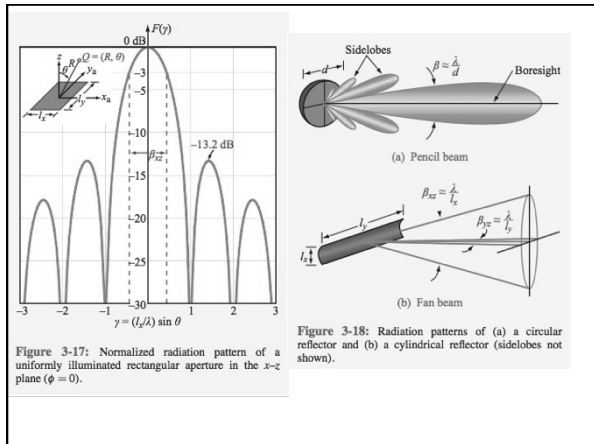 F(γ)
0 dB
z
Q = (R, θ)
θ
R
yₐ
xₐ
l_y
l_x
–3
–5
–10
β_xz
–13.2 dB
–15
–20
–25
–30
–3
–2
–1
0
1
2
3
γ = (l_x/λ) sin θ
Figure 3-17: Normalized radiation pattern of a
uniformly illuminated rectangular aperture in the x–z
plane (ϕ = 0).
Sidelobes
d
β ≈ λ/d
Boresight
(a) Pencil beam
β_xz ≈ λ/l_x
l_y
β_yz ≈ λ/l_y
l_x
(b) Fan beam
Figure 3-18: Radiation patterns of (a) a circular
reflector and (b) a cylindrical reflector (sidelobes not
shown).